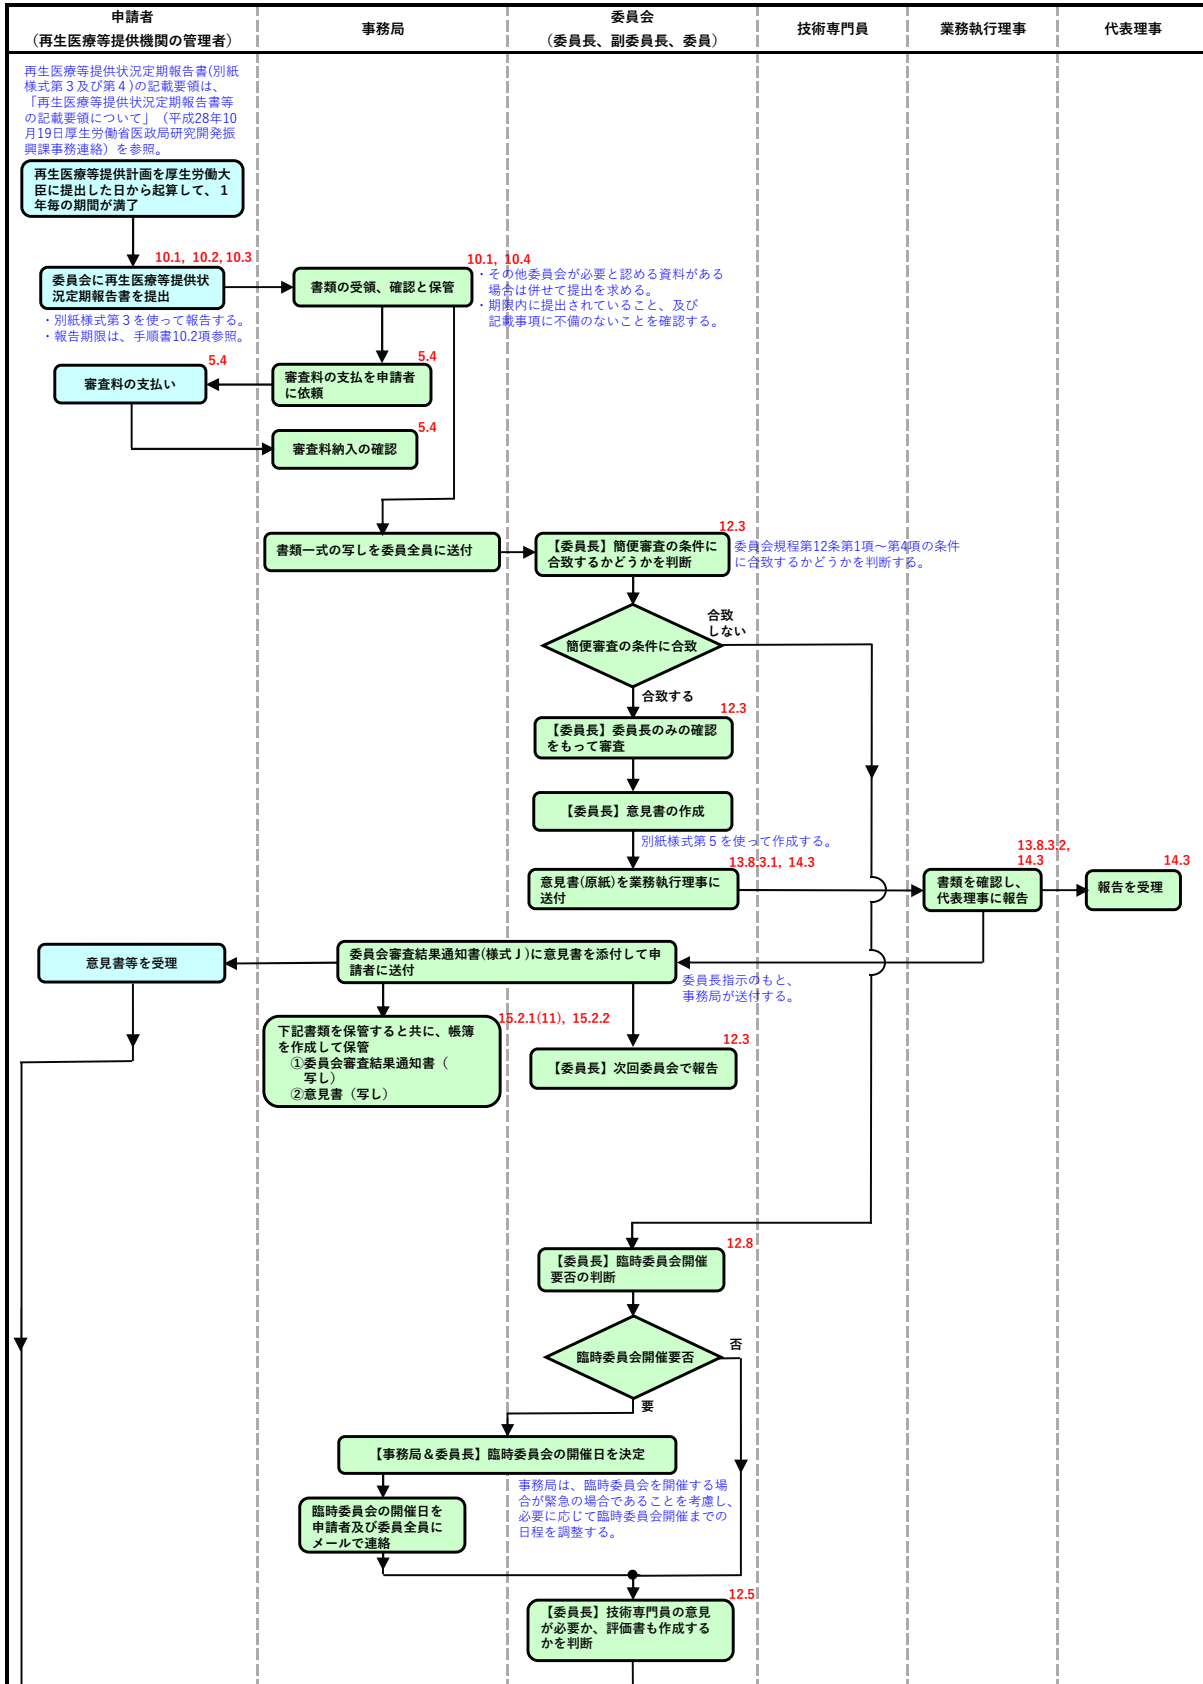 申請者
（再生医療等提供機関の管理者）
事務局
委員会
（委員長、副委員長、委員）
技術専門員
業務執行理事
代表理事
再生医療等提供状況定期報告書(別紙
様式第３及び第４)の記載要領は、
「再生医療等提供状況定期報告書等
の記載要領について」（平成28年10
月19日厚生労働省医政局研究開発振
興課事務連絡）を参照。
再生医療等提供計画を厚生労働大
臣に提出した日から起算して、１
年毎の期間が満了
10.1, 10.2, 10.3
委員会に再生医療等提供状
況定期報告書を提出
・別紙様式第３を使って報告する。
・報告期限は、手順書10.2項参照。
書類の受領、確認と保管
10.1, 10.4
・その他委員会が必要と認める資料がある
場合は併せて提出を求める。
・期限内に提出されていること、及び
記載事項に不備のないことを確認する。
5.4
審査料の支払い
5.4
審査料の支払を申請者
に依頼
5.4
審査料納入の確認
書類一式の写しを委員全員に送付
12.3
【委員長】簡便審査の条件に
合致するかどうかを判断
委員会規程第12条第1項～第4項の条件
に合致するかどうかを判断する。
簡便審査の条件に合致
合致
しない
合致する
12.3
【委員長】委員長のみの確認
をもって審査
【委員長】意見書の作成
別紙様式第５を使って作成する。
13.8.3.1, 14.3
意見書(原紙)を業務執行理事に
送付
13.8.3.2,
14.3
書類を確認し、
代表理事に報告
14.3
報告を受理
意見書等を受理
委員会審査結果通知書(様式Ｊ)に意見書を添付して申
請者に送付
委員長指示のもと、
事務局が送付する。
15.2.1(11), 15.2.2
下記書類を保管すると共に、帳簿
を作成して保管
①委員会審査結果通知書（
写し）
②意見書（写し）
12.3
【委員長】次回委員会で報告
12.8
【委員長】臨時委員会開催
要否の判断
臨時委員会開催要否
否
要
【事務局＆委員長】臨時委員会の開催日を決定
事務局は、臨時委員会を開催する場
合が緊急の場合であることを考慮し、
必要に応じて臨時委員会開催までの
日程を調整する。
臨時委員会の開催日を
申請者及び委員全員に
メールで連絡
12.5
【委員長】技術専門員の意見
が必要か、評価書も作成する
かを判断